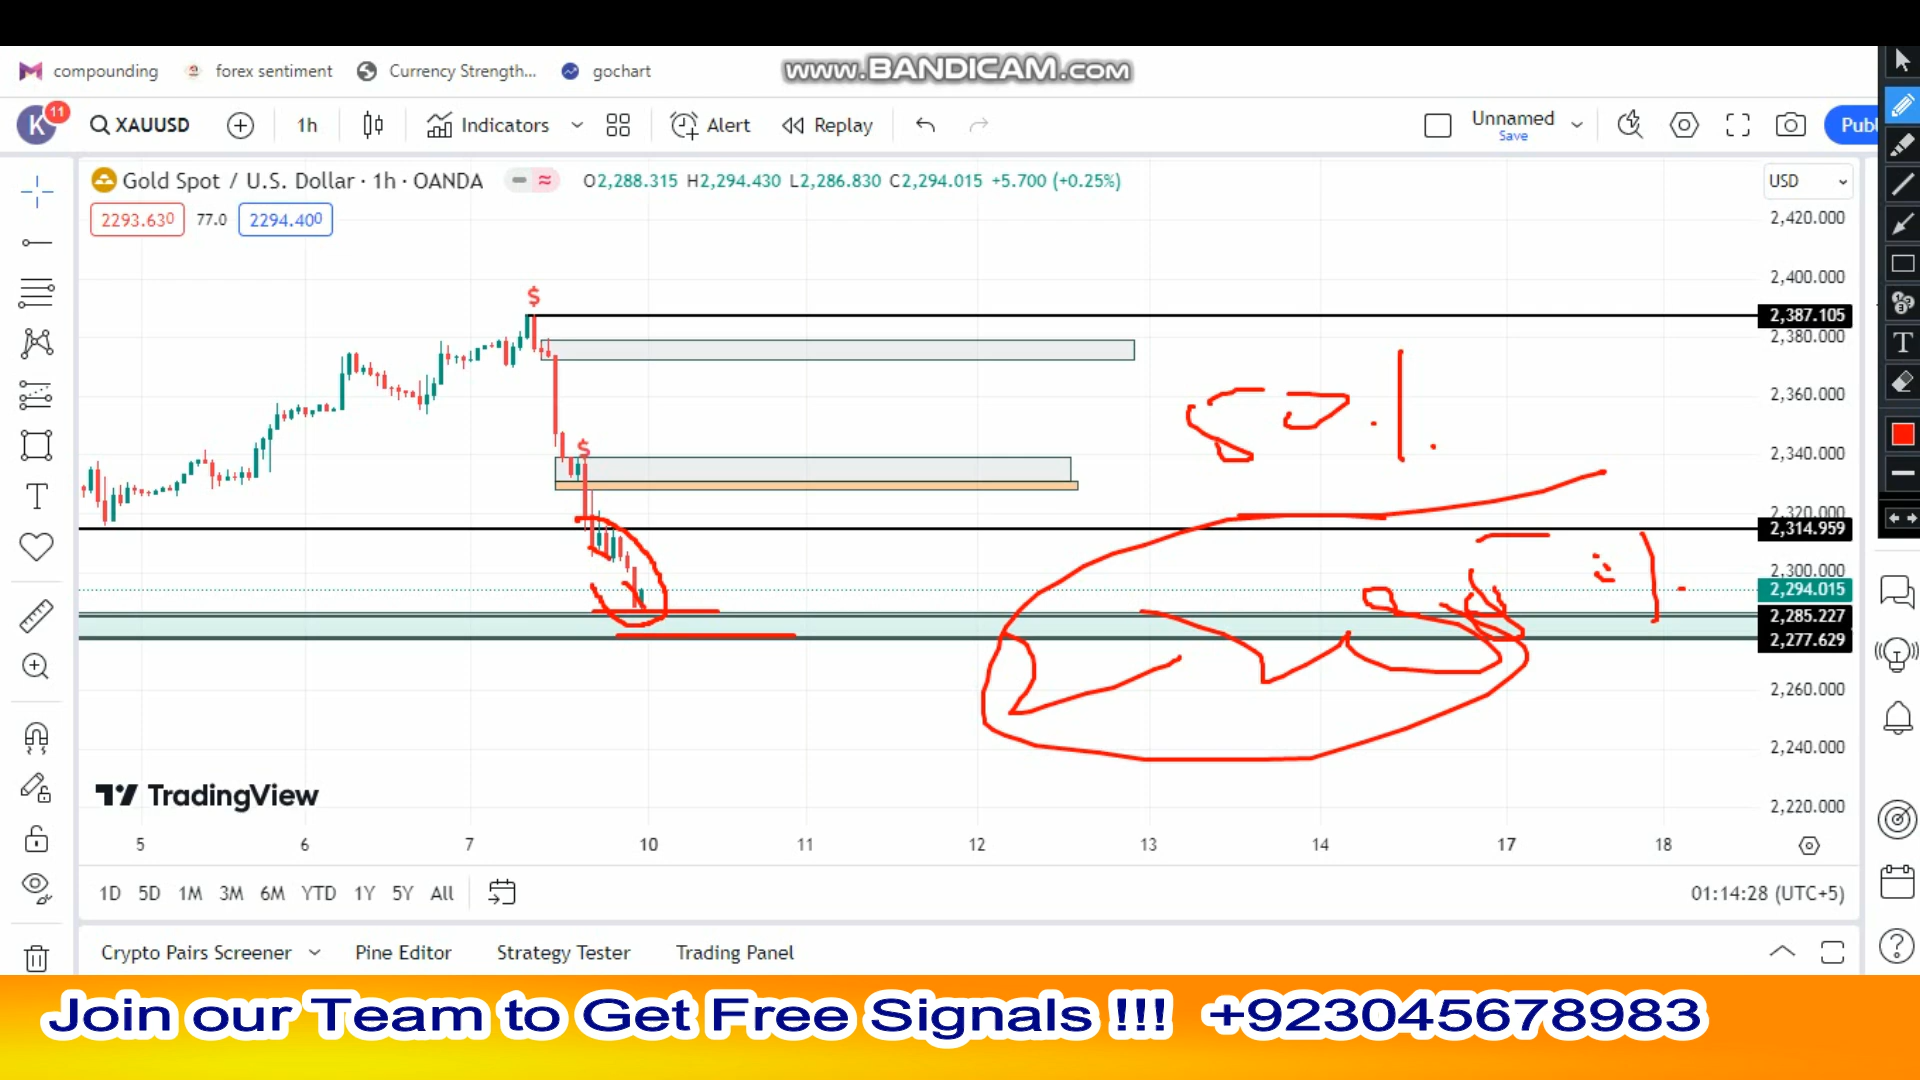 compounding forex sentiment Currency Strength... gochart www.BANDICAM.com
K 11 XAUUSD 1h Indicators Alert Replay Unnamed Save Publ
Gold Spot / U.S. Dollar · 1h · OANDA O2,288.315 H2,294.430 L2,286.830 C2,294.015 +5.700 (+0.25%) USD
2293.630 77.0 2294.400
2,420.000
2,400.000
2,387.105
2,380.000
2,360.000
2,340.000
2,320.000
2,314.959
2,300.000
2,294.015
2,285.227
2,277.629
2,260.000
2,240.000
2,220.000
$
$
TradingView
5 6 7 10 11 12 13 14 17 18
1D 5D 1M 3M 6M YTD 1Y 5Y All 01:14:28 (UTC+5)
Crypto Pairs Screener Pine Editor Strategy Tester Trading Panel
Join our Team to Get Free Signals !!! +923045678983